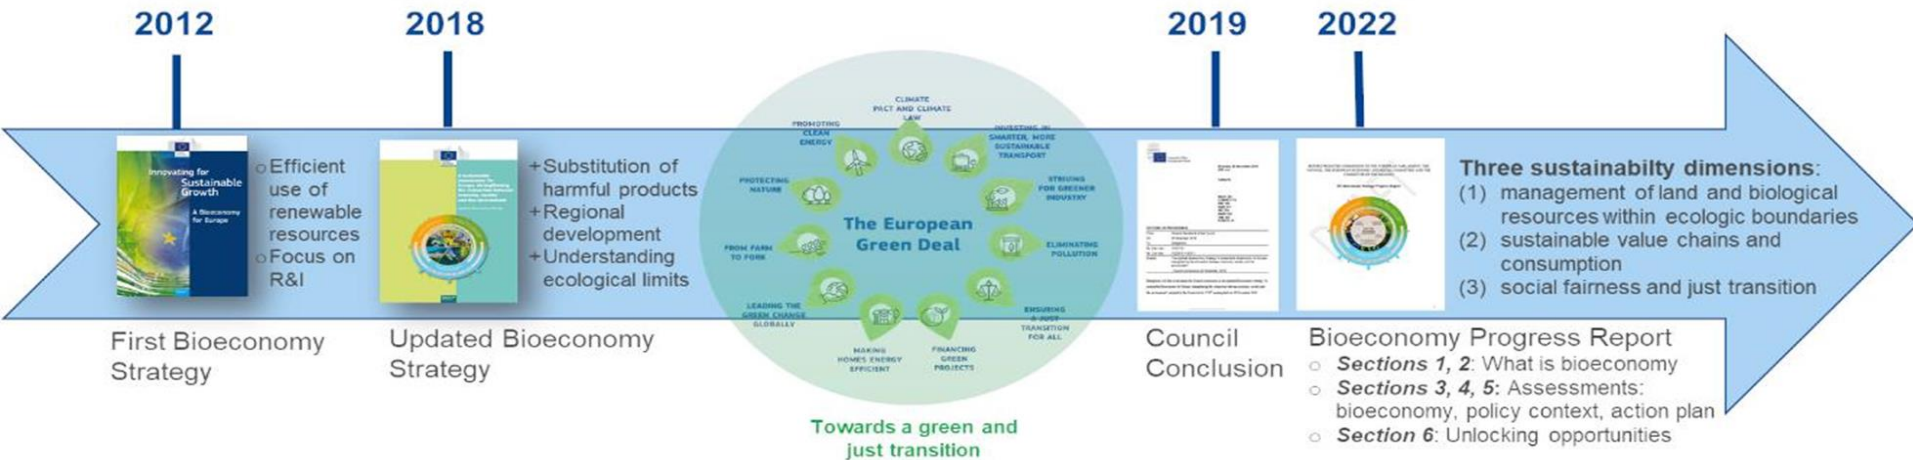 2012
2018
2019
2022
Innovating for
Sustainable
Growth
A Bioeconomy
for Europe
○ Efficient
use of
renewable
resources
○ Focus on
R&I
+ Substitution of
harmful products
+ Regional
development
+ Understanding
ecological limits
First Bioeconomy
Strategy
Updated Bioeconomy
Strategy
CLIMATE
PACT AND CLIMATE
LAW
PROMOTING
CLEAN
ENERGY
INVESTING IN
SMARTER, MORE
SUSTAINABLE
TRANSPORT
PROTECTING
NATURE
STRIVING
FOR GREENER
INDUSTRY
The European
Green Deal
FROM FARM
TO FORK
ELIMINATING
POLLUTION
LEADING THE
GREEN CHANGE
GLOBALLY
ENSURING
A JUST
TRANSITION
FOR ALL
MAKING
HOMES ENERGY
EFFICIENT
FINANCING
GREEN
PROJECTS
Towards a green and
just transition
Council
Conclusion
Three sustainabilty dimensions:
(1) management of land and biological
resources within ecologic boundaries
(2) sustainable value chains and
consumption
(3) social fairness and just transition
Bioeconomy Progress Report
○ Sections 1, 2: What is bioeconomy
○ Sections 3, 4, 5: Assessments:
bioeconomy, policy context, action plan
○ Section 6: Unlocking opportunities